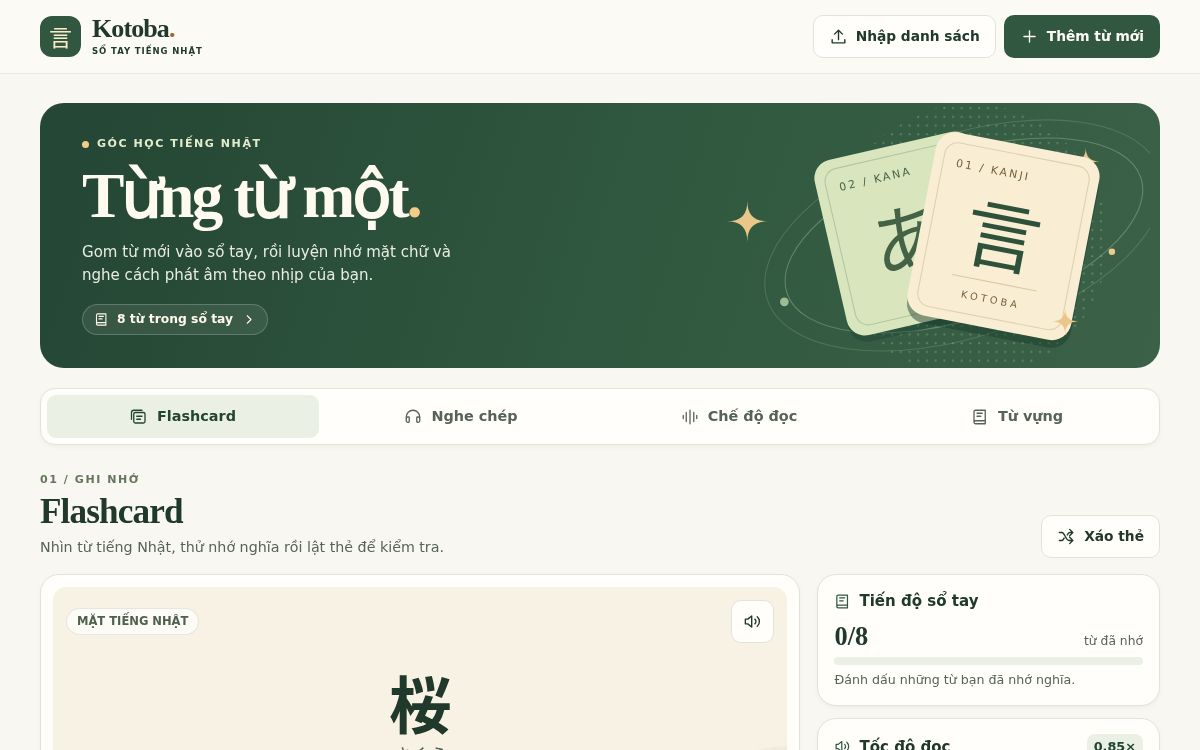 言
Kotoba.
SỔ TAY TIẾNG NHẬT
Nhập danh sách
Thêm từ mới
GÓC HỌC TIẾNG NHẬT
Từng từ một.
Gom từ mới vào sổ tay, rồi luyện nhớ mặt chữ và
nghe cách phát âm theo nhịp của bạn.
8 từ trong sổ tay
02 / KANA
あ
01 / KANJI
言
KOTOBA
Flashcard
Nghe chép
Chế độ đọc
Từ vựng
01 / GHI NHỚ
Flashcard
Nhìn từ tiếng Nhật, thử nhớ nghĩa rồi lật thẻ để kiểm tra.
Xáo thẻ
MẶT TIẾNG NHẬT
桜
Tiến độ sổ tay
0/8
từ đã nhớ
Đánh dấu những từ bạn đã nhớ nghĩa.
Tốc độ đọc
0.85×